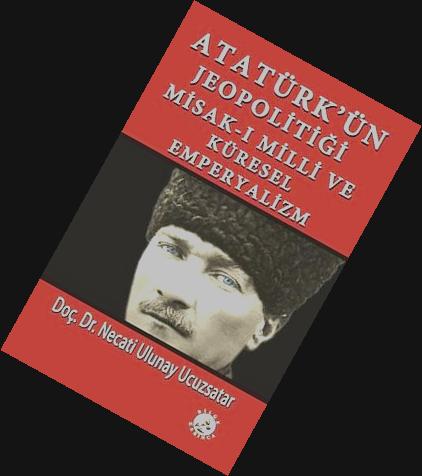 ATATÜRK'ÜN
JEOPOLİTİĞİ
MİSAK-I MİLLİ VE
KÜRESEL
EMPERYALİZM
Doç. Dr. Necati Ulunay Ucuzsatar